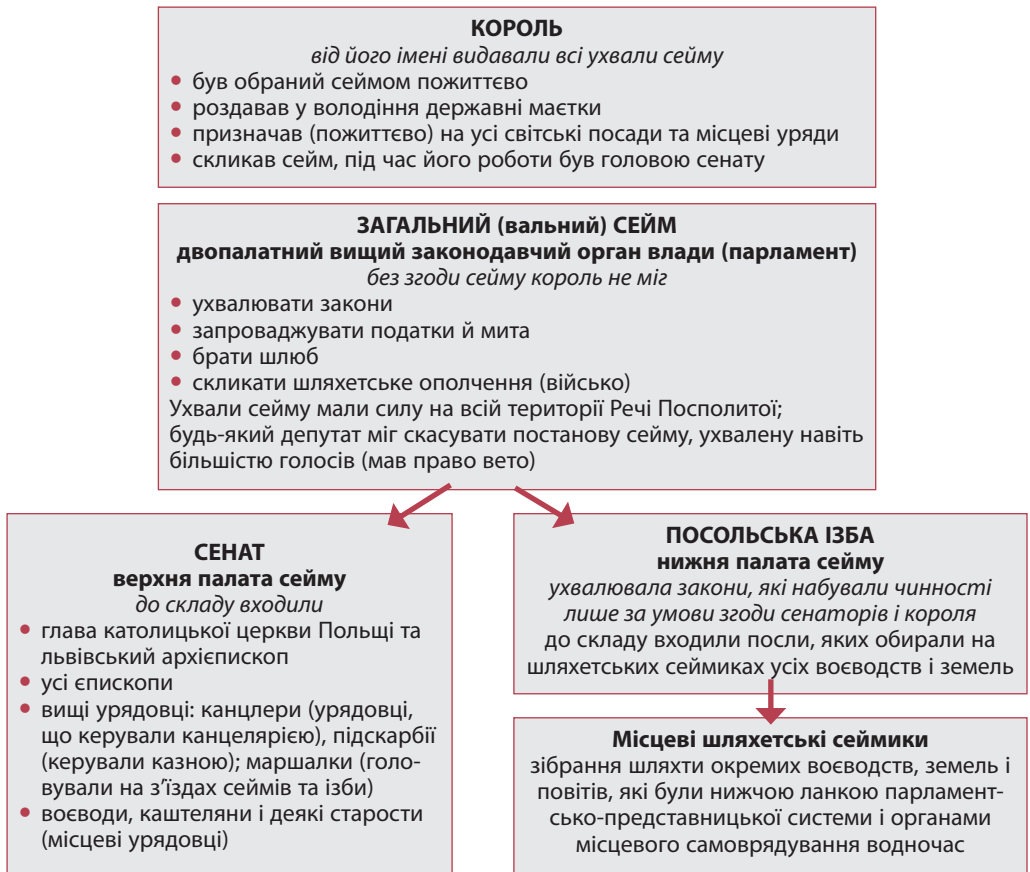 КОРОЛЬ
від його імені видавали всі ухвали сейму
• був обраний сеймом пожиттєво
• роздавав у володіння державні маєтки
• призначав (пожиттєво) на усі світські посади та місцеві уряди
• скликав сейм, під час його роботи був головою сенату
ЗАГАЛЬНИЙ (вальний) СЕЙМ
двопалатний вищий законодавчий орган влади (парламент)
без згоди сейму король не міг
• ухвалювати закони
• запроваджувати податки й мита
• брати шлюб
• скликати шляхетське ополчення (військо)
Ухвали сейму мали силу на всій території Речі Посполитої;
будь-який депутат міг скасувати постанову сейму, ухвалену навіть
більшістю голосів (мав право вето)
СЕНАТ
верхня палата сейму
до складу входили
• глава католицької церкви Польщі та
львівський архієпископ
• усі єпископи
• вищі урядовці: канцлери (урядовці,
що керували канцелярією), підскарбії
(керували казною); маршалки (голо-
вували на з’їздах сеймів та ізби)
• воєводи, каштеляни і деякі старости
(місцеві урядовці)
ПОСОЛЬСЬКА ІЗБА
нижня палата сейму
ухвалювала закони, які набували чинності
лише за умови згоди сенаторів і короля
до складу входили посли, яких обирали на
шляхетських сеймиках усіх воєводств і земель
Місцеві шляхетські сеймики
зібрання шляхти окремих воєводств, земель і
повітів, які були нижчою ланкою парламент-
сько-представницької системи і органами
місцевого самоврядування водночас